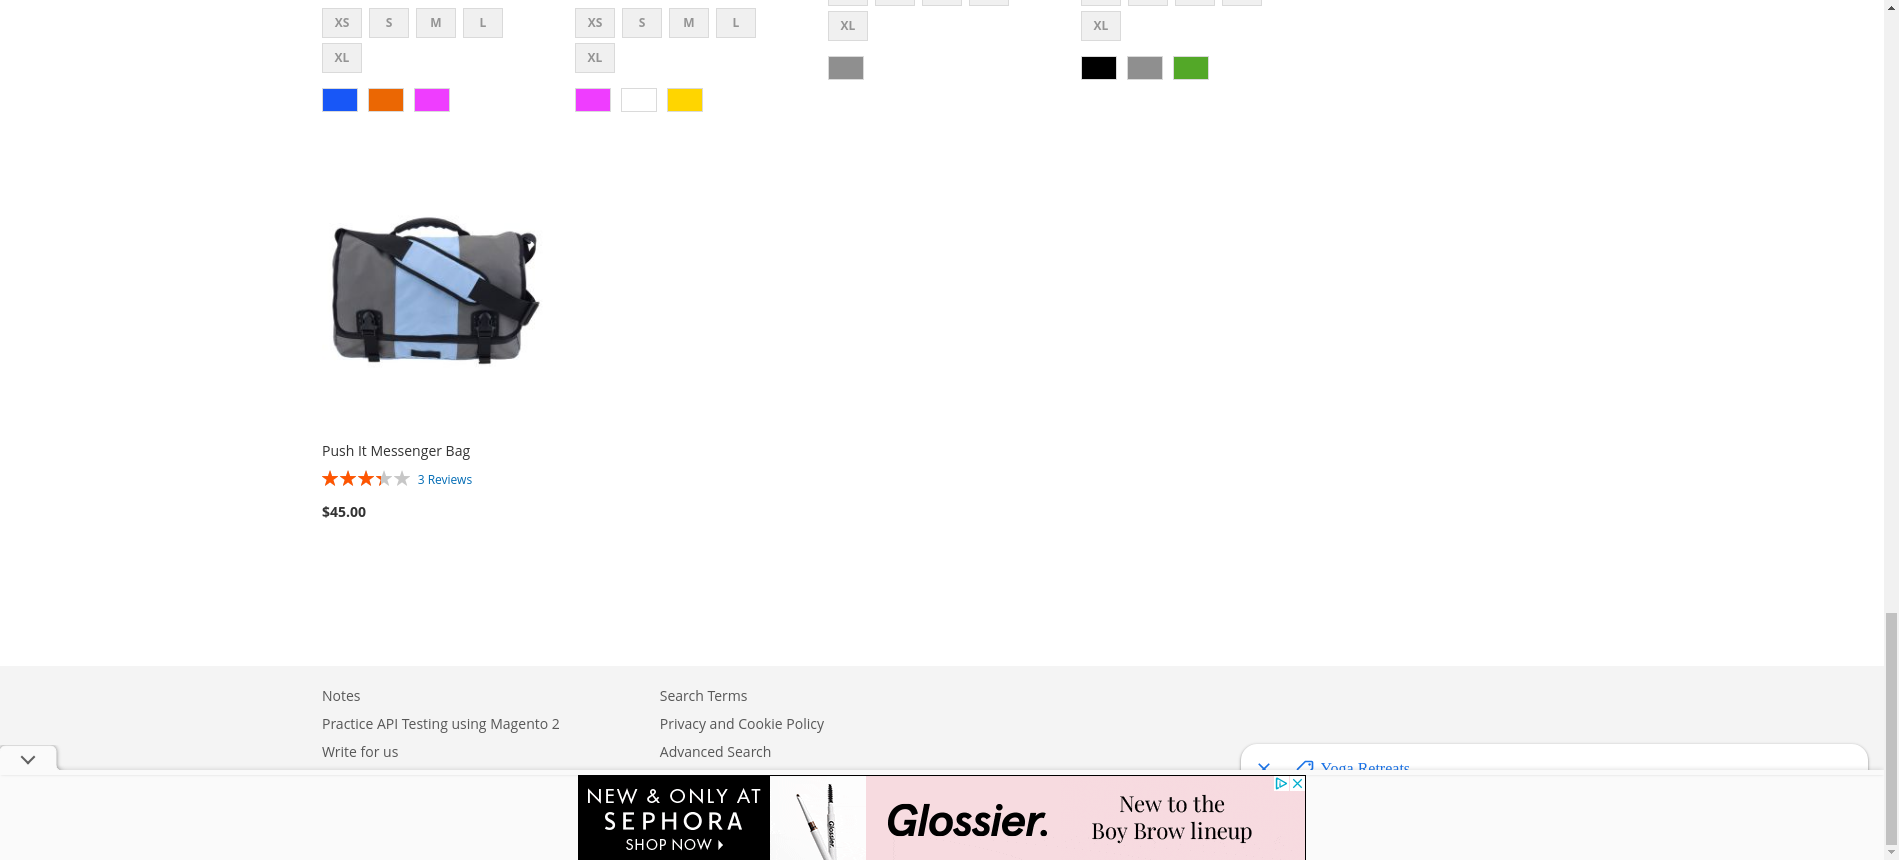 XS S M L
XL
XS S M L
XL
XL
XL
Push It Messenger Bag
3 Reviews
$45.00
Notes
Practice API Testing using Magento 2
Write for us
Search Terms
Privacy and Cookie Policy
Advanced Search
Yoga Retreats
NEW & ONLY AT
SEPHORA
SHOP NOW
Glossier.
Glossier.
New to the
Boy Brow lineup